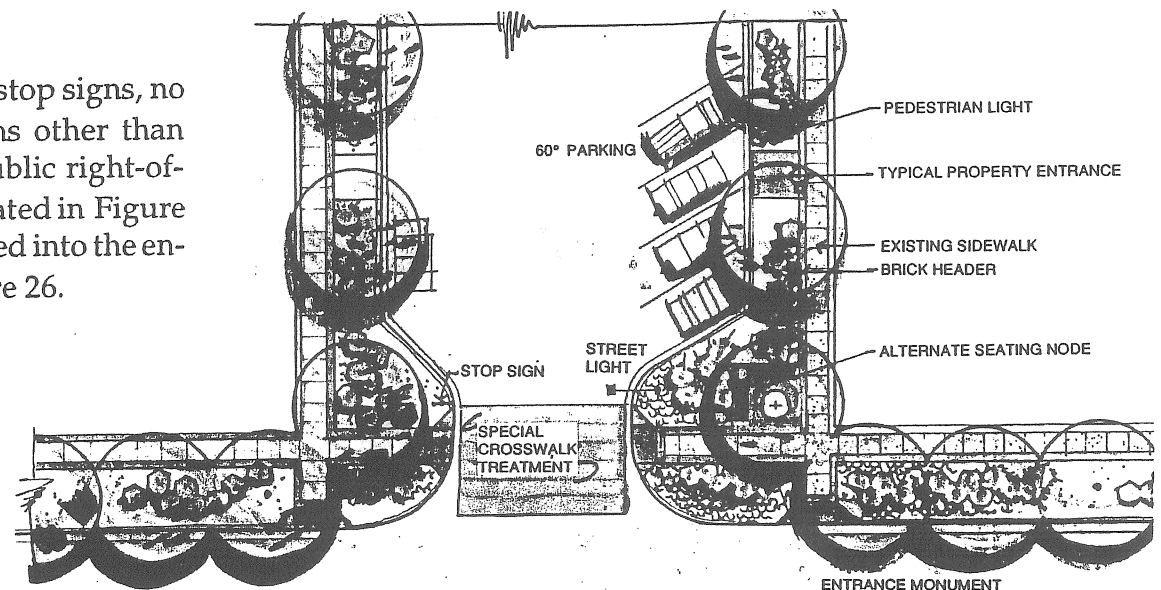 stop signs, no
ns other than
ublic right-of-
ated in Figure
ed into the en-
re 26.
PEDESTRIAN LIGHT
60° PARKING
TYPICAL PROPERTY ENTRANCE
EXISTING SIDEWALK
BRICK HEADER
STREET
LIGHT
ALTERNATE SEATING NODE
STOP SIGN
SPECIAL
CROSSWALK
TREATMENT
ENTRANCE MONUMENT